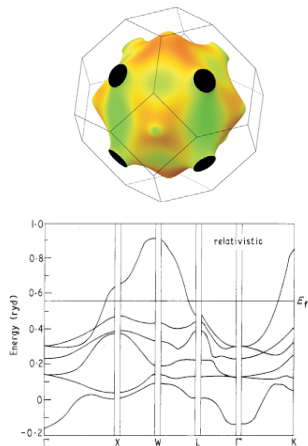 1·0
0·8
relativistic
0·6
E_f
0·4
Energy (ryd)
0·2
0
-0·2
Γ X W L Γ K